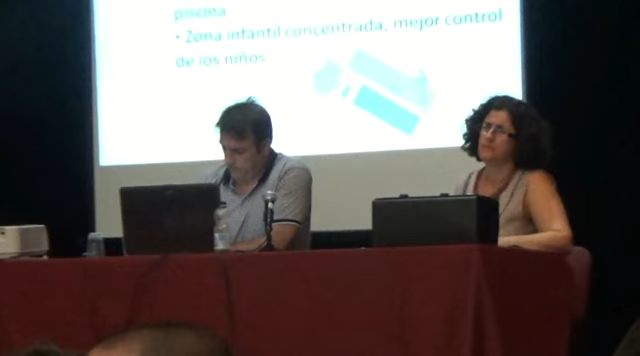 piscina
• Zona infantil concentrada, mejor control
de los niños